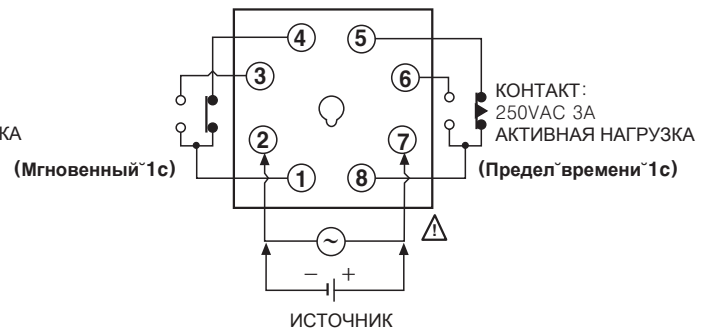 4
5
3
6
КОНТАКТ:
250VAC 3A
КА
АКТИВНАЯ НАГРУЗКА
2
7
(Мгновенный˘1с)
(Предел˘времени˘1с)
1
8
~
− +
ИСТОЧНИК